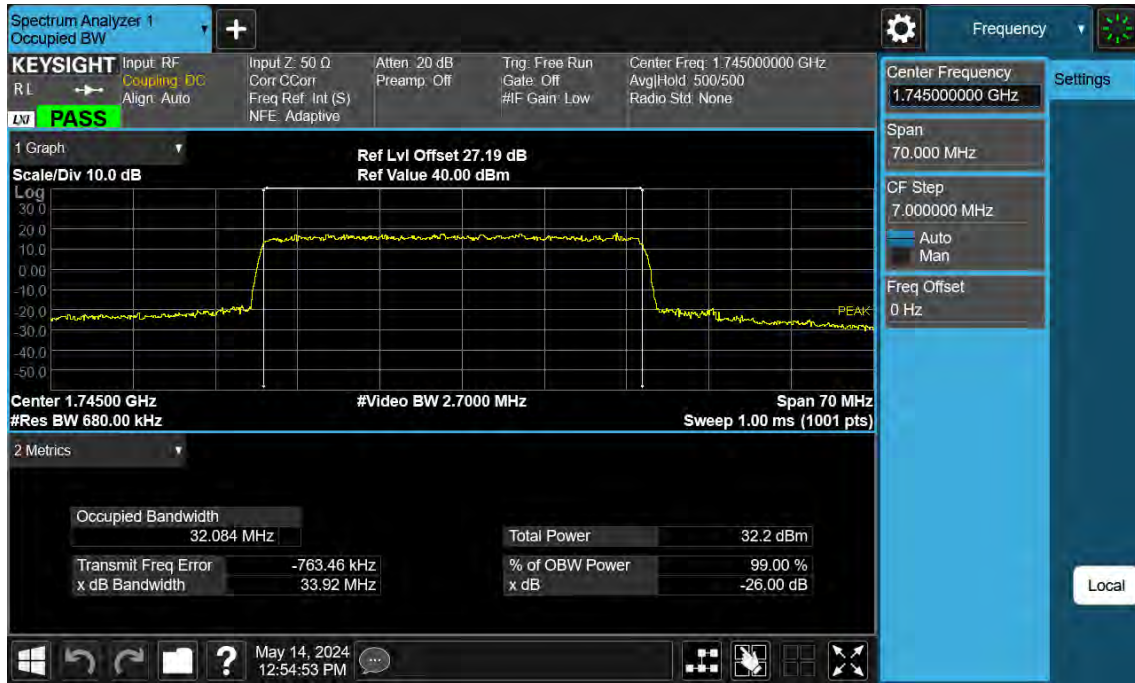 Spectrum Analyzer 1
Occupied BW
+
Frequency
KEYSIGHT
R L
LXI
PASS
Input: RF
Coupling: DC
Align: Auto
Input Z: 50 Ω
Corr CCorr
Freq Ref: Int (S)
NFE: Adaptive
Atten: 20 dB
Preamp: Off
Trig: Free Run
Gate: Off
#IF Gain: Low
Center Freq: 1.745000000 GHz
Avg|Hold: 500/500
Radio Std: None
Center Frequency
1.745000000 GHz
Settings
Span
70.000 MHz
CF Step
7.000000 MHz
Auto
Man
Freq Offset
0 Hz
Local
1 Graph
Scale/Div 10.0 dB
Ref Lvl Offset 27.19 dB
Ref Value 40.00 dBm
Log
30.0
20.0
10.0
0.00
-10.0
-20.0
-30.0
-40.0
-50.0
PEAK
Center 1.74500 GHz
#Video BW 2.7000 MHz
Span 70 MHz
#Res BW 680.00 kHz
Sweep 1.00 ms (1001 pts)
2 Metrics
Occupied Bandwidth
32.084 MHz
Total Power 32.2 dBm
Transmit Freq Error -763.46 kHz
% of OBW Power 99.00 %
x dB Bandwidth 33.92 MHz
x dB -26.00 dB
?
May 14, 2024
12:54:53 PM